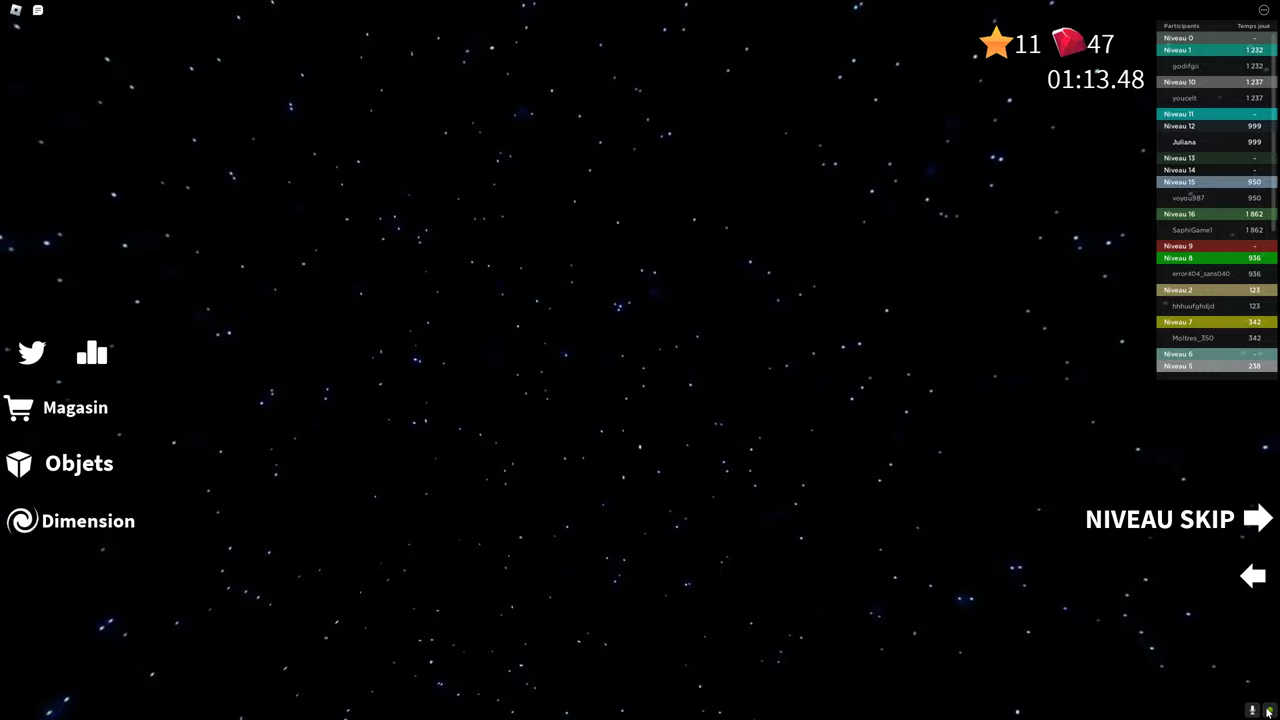 11 47
01:13.48
Participants Temps joué
Niveau 0 -
Niveau 1 1 232
godifgii 1 232
Niveau 10 1 237
youcelt 1 237
Niveau 11 -
Niveau 12 999
Juliana 999
Niveau 13 -
Niveau 14 -
Niveau 15 950
voyou987 950
Niveau 16 1 862
SaphiGame1 1 862
Niveau 9 -
Niveau 8 936
error404_sans040 936
Niveau 2 123
hhhuufghdjd 123
Niveau 7 342
Moltres_350 342
Niveau 6 -
Niveau 5 238
Magasin
Objets
Dimension
NIVEAU SKIP